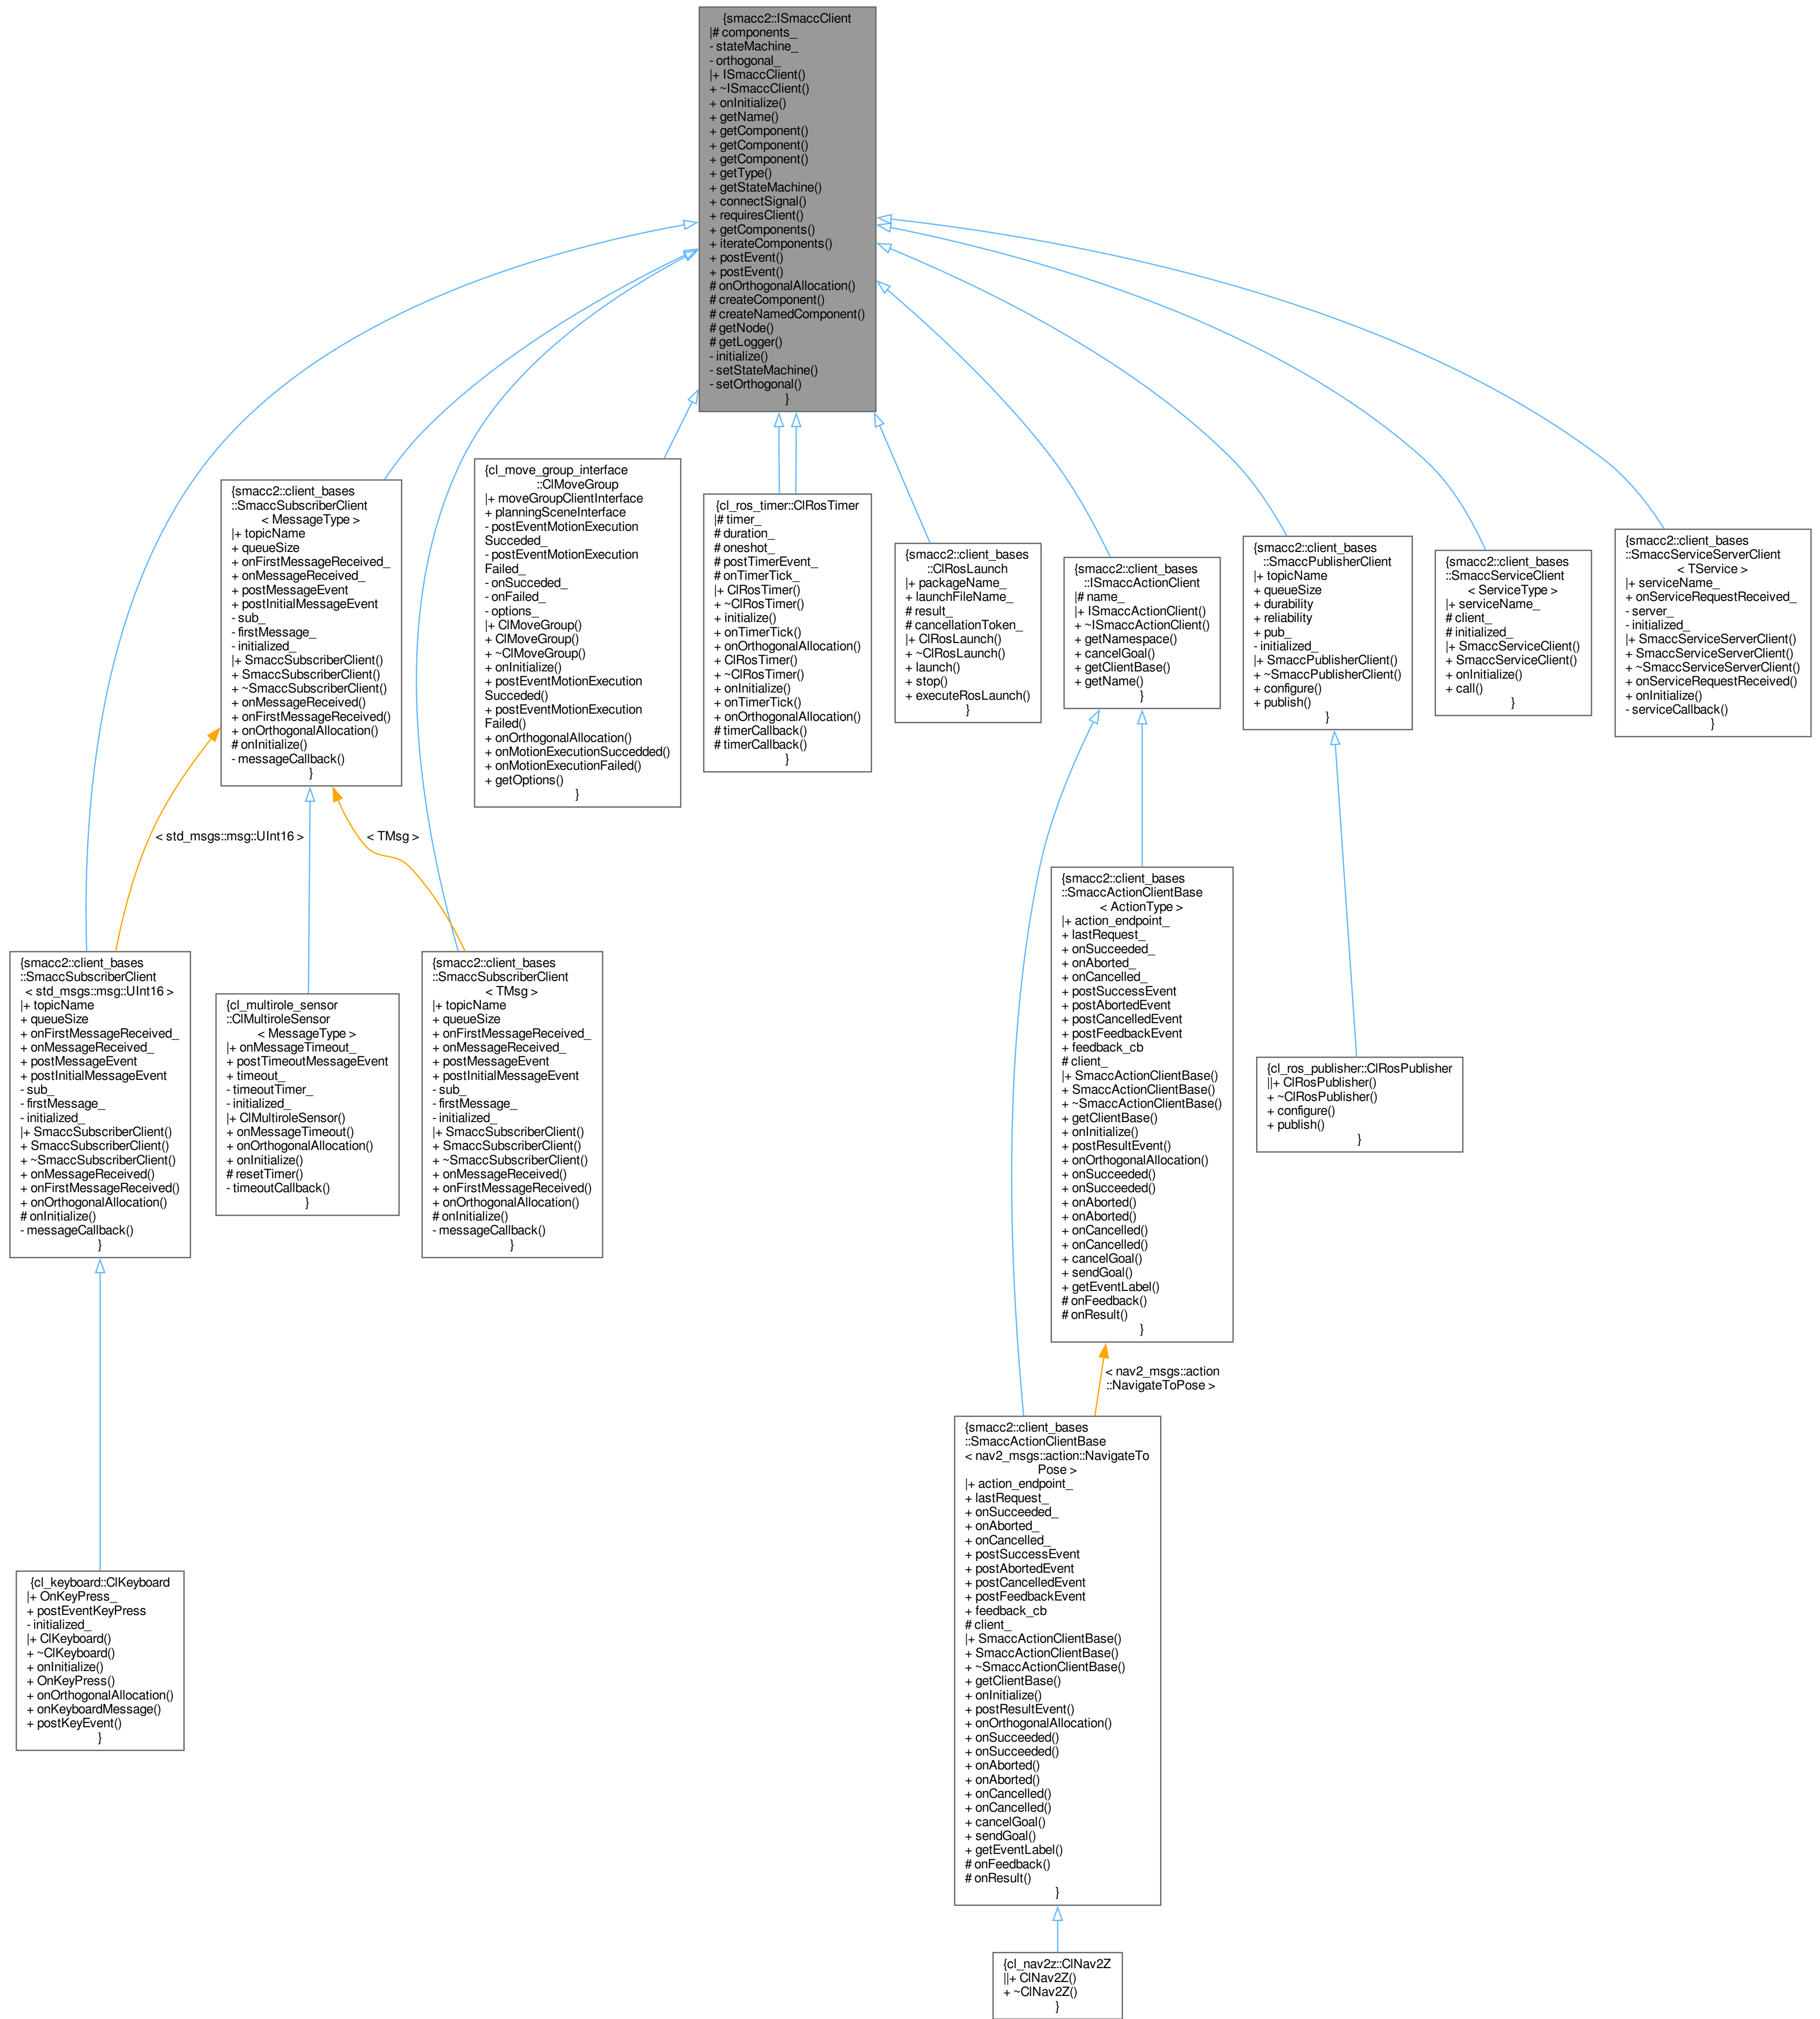 {smacc2::ISmaccClient
|# components_
- stateMachine_
- orthogonal_
|+ ISmaccClient()
+ ~ISmaccClient()
+ onInitialize()
+ getName()
+ getComponent()
+ getComponent()
+ getComponent()
+ getType()
+ getStateMachine()
+ connectSignal()
+ requiresClient()
+ getComponents()
+ iterateComponents()
+ postEvent()
+ postEvent()
# onOrthogonalAllocation()
# createComponent()
# createNamedComponent()
# getNode()
# getLogger()
- initialize()
- setStateMachine()
- setOrthogonal()
}
{smacc2::client_bases
::SmaccSubscriberClient
< MessageType >
|+ topicName
+ queueSize
+ onFirstMessageReceived_
+ onMessageReceived_
+ postMessageEvent
+ postInitialMessageEvent
- sub_
- firstMessage_
- initialized_
|+ SmaccSubscriberClient()
+ SmaccSubscriberClient()
+ ~SmaccSubscriberClient()
+ onMessageReceived()
+ onFirstMessageReceived()
+ onOrthogonalAllocation()
# onInitialize()
- messageCallback()
}
{cl_move_group_interface
::ClMoveGroup
|+ moveGroupClientInterface
+ planningSceneInterface
- postEventMotionExecution
Succeded_
- postEventMotionExecution
Failed_
- onSucceded_
- onFailed_
- options_
|+ ClMoveGroup()
+ ClMoveGroup()
+ ~ClMoveGroup()
+ onInitialize()
+ postEventMotionExecution
Succeded()
+ postEventMotionExecution
Failed()
+ onOrthogonalAllocation()
+ onMotionExecutionSuccedded()
+ onMotionExecutionFailed()
+ getOptions()
}
{cl_ros_timer::ClRosTimer
|# timer_
# duration_
# oneshot_
# postTimerEvent_
# onTimerTick_
|+ ClRosTimer()
+ ~ClRosTimer()
+ initialize()
+ onTimerTick()
+ onOrthogonalAllocation()
+ ClRosTimer()
+ ~ClRosTimer()
+ onInitialize()
+ onTimerTick()
+ onOrthogonalAllocation()
# timerCallback()
# timerCallback()
}
{smacc2::client_bases
::ClRosLaunch
|+ packageName_
+ launchFileName_
# result_
# cancellationToken_
|+ ClRosLaunch()
+ ~ClRosLaunch()
+ launch()
+ stop()
+ executeRosLaunch()
}
{smacc2::client_bases
::ISmaccActionClient
|# name_
|+ ISmaccActionClient()
+ ~ISmaccActionClient()
+ getNamespace()
+ cancelGoal()
+ getClientBase()
+ getName()
}
{smacc2::client_bases
::SmaccPublisherClient
|+ topicName
+ queueSize
+ durability
+ reliability
+ pub_
- initialized_
|+ SmaccPublisherClient()
+ ~SmaccPublisherClient()
+ configure()
+ publish()
}
{smacc2::client_bases
::SmaccServiceClient
< ServiceType >
|+ serviceName_
# client_
# initialized_
|+ SmaccServiceClient()
+ SmaccServiceClient()
+ onInitialize()
+ call()
}
{smacc2::client_bases
::SmaccServiceServerClient
< TService >
|+ serviceName_
+ onServiceRequestReceived_
- server_
- initialized_
|+ SmaccServiceServerClient()
+ SmaccServiceServerClient()
+ ~SmaccServiceServerClient()
+ onServiceRequestReceived()
+ onInitialize()
- serviceCallback()
}
< std_msgs::msg::UInt16 >
< TMsg >
{smacc2::client_bases
::SmaccSubscriberClient
< std_msgs::msg::UInt16 >
|+ topicName
+ queueSize
+ onFirstMessageReceived_
+ onMessageReceived_
+ postMessageEvent
+ postInitialMessageEvent
- sub_
- firstMessage_
- initialized_
|+ SmaccSubscriberClient()
+ SmaccSubscriberClient()
+ ~SmaccSubscriberClient()
+ onMessageReceived()
+ onFirstMessageReceived()
+ onOrthogonalAllocation()
# onInitialize()
- messageCallback()
}
{cl_multirole_sensor
::ClMultiroleSensor
< MessageType >
|+ onMessageTimeout_
+ postTimeoutMessageEvent
+ timeout_
- timeoutTimer_
- initialized_
|+ ClMultiroleSensor()
+ onMessageTimeout()
+ onOrthogonalAllocation()
+ onInitialize()
# resetTimer()
- timeoutCallback()
}
{smacc2::client_bases
::SmaccSubscriberClient
< TMsg >
|+ topicName
+ queueSize
+ onFirstMessageReceived_
+ onMessageReceived_
+ postMessageEvent
+ postInitialMessageEvent
- sub_
- firstMessage_
- initialized_
|+ SmaccSubscriberClient()
+ SmaccSubscriberClient()
+ ~SmaccSubscriberClient()
+ onMessageReceived()
+ onFirstMessageReceived()
+ onOrthogonalAllocation()
# onInitialize()
- messageCallback()
}
{smacc2::client_bases
::SmaccActionClientBase
< ActionType >
|+ action_endpoint_
+ lastRequest_
+ onSucceeded_
+ onAborted_
+ onCancelled_
+ postSuccessEvent
+ postAbortedEvent
+ postCancelledEvent
+ postFeedbackEvent
+ feedback_cb
# client_
|+ SmaccActionClientBase()
+ SmaccActionClientBase()
+ ~SmaccActionClientBase()
+ getClientBase()
+ onInitialize()
+ postResultEvent()
+ onOrthogonalAllocation()
+ onSucceeded()
+ onSucceeded()
+ onAborted()
+ onAborted()
+ onCancelled()
+ onCancelled()
+ cancelGoal()
+ sendGoal()
+ getEventLabel()
# onFeedback()
# onResult()
}
{cl_ros_publisher::ClRosPublisher
||+ ClRosPublisher()
+ ~ClRosPublisher()
+ configure()
+ publish()
}
< nav2_msgs::action
::NavigateToPose >
{smacc2::client_bases
::SmaccActionClientBase
< nav2_msgs::action::NavigateTo
Pose >
|+ action_endpoint_
+ lastRequest_
+ onSucceeded_
+ onAborted_
+ onCancelled_
+ postSuccessEvent
+ postAbortedEvent
+ postCancelledEvent
+ postFeedbackEvent
+ feedback_cb
# client_
|+ SmaccActionClientBase()
+ SmaccActionClientBase()
+ ~SmaccActionClientBase()
+ getClientBase()
+ onInitialize()
+ postResultEvent()
+ onOrthogonalAllocation()
+ onSucceeded()
+ onSucceeded()
+ onAborted()
+ onAborted()
+ onCancelled()
+ onCancelled()
+ cancelGoal()
+ sendGoal()
+ getEventLabel()
# onFeedback()
# onResult()
}
{cl_keyboard::ClKeyboard
|+ OnKeyPress_
+ postEventKeyPress
- initialized_
|+ ClKeyboard()
+ ~ClKeyboard()
+ onInitialize()
+ OnKeyPress()
+ onOrthogonalAllocation()
+ onKeyboardMessage()
+ postKeyEvent()
}
{cl_nav2z::ClNav2Z
||+ ClNav2Z()
+ ~ClNav2Z()
}